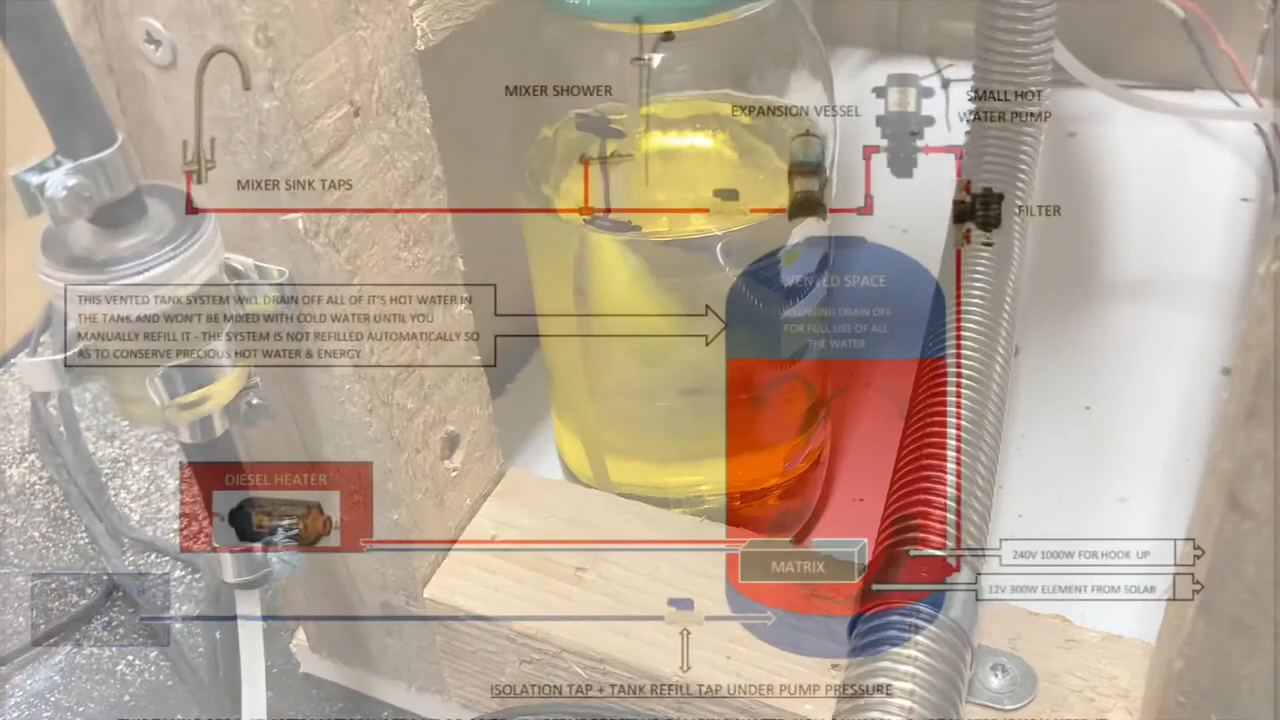 MIXER SHOWER
EXPANSION VESSEL
SMALL HOT
WATER PUMP
MIXER SINK TAPS
FILTER
THIS VENTED TANK SYSTEM WILL DRAIN OFF ALL OF IT'S HOT WATER IN
THE TANK AND WON'T BE MIXED WITH COLD WATER UNTIL YOU
MANUALLY REFILL IT - THE SYSTEM IS NOT REFILLED AUTOMATICALLY SO
AS TO CONSERVE PRECIOUS HOT WATER & ENERGY
VENTED SPACE
ALLOWING DRAIN OFF
FOR FULL USE OF ALL
THE WATER
DIESEL HEATER
MATRIX
240V 1000W FOR HOOK UP
12V 300W ELEMENT FROM SOLAR
ISOLATION TAP + TANK REFILL TAP UNDER PUMP PRESSURE